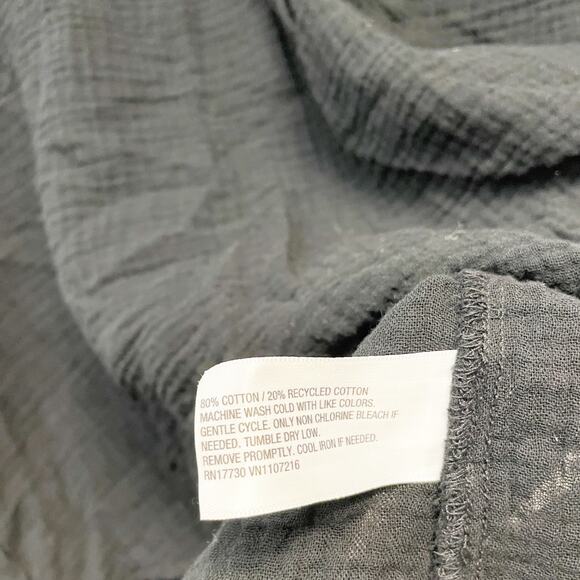 80% COTTON / 20% RECYCLED COTTON
MACHINE WASH COLD WITH LIKE COLORS.
GENTLE CYCLE. ONLY NON CHLORINE BLEACH IF
NEEDED. TUMBLE DRY LOW.
REMOVE PROMPTLY. COOL IRON IF NEEDED.
RN17730 VN1107216